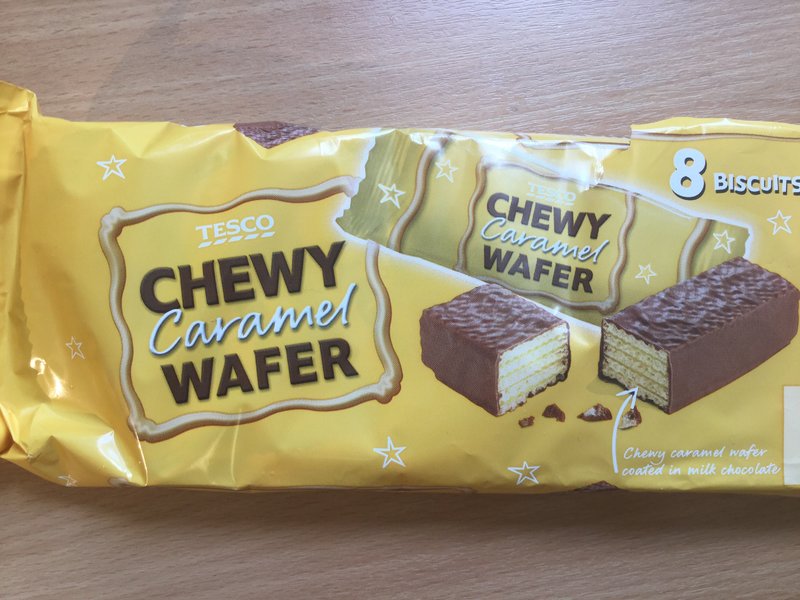 TESCO
CHEWY
Caramel
WAFER
TESCO
CHEWY
Caramel
WAFER
8 BISCUITS
Chewy caramel wafer
coated in milk chocolate